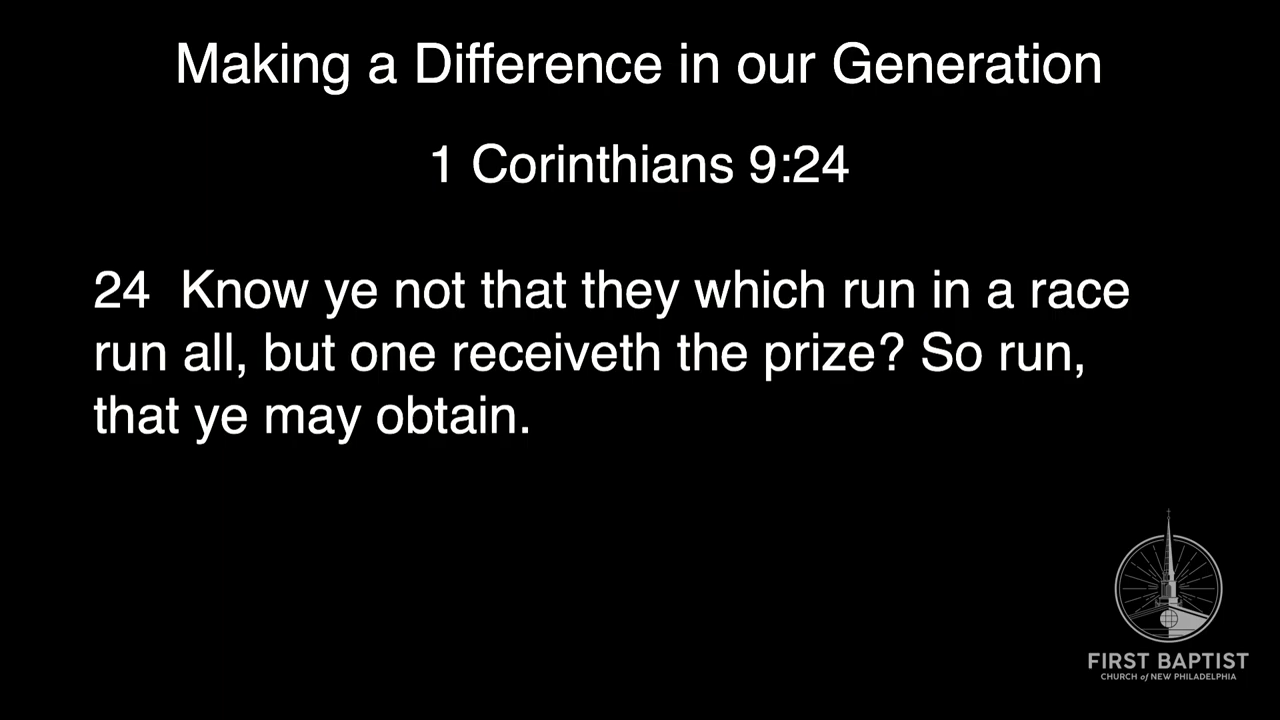 Making a Difference in our Generation
1 Corinthians 9:24
24 Know ye not that they which run in a race
run all, but one receiveth the prize? So run,
that ye may obtain.
FIRST BAPTIST
CHURCH of NEW PHILADELPHIA